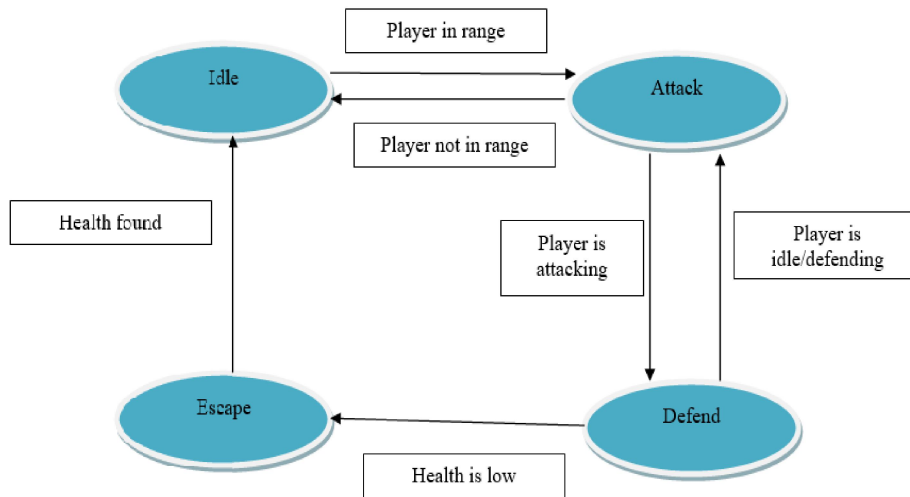 Player in range
Idle
Attack
Player not in range
Health found
Player is
attacking
Player is
idle/defending
Escape
Defend
Health is low